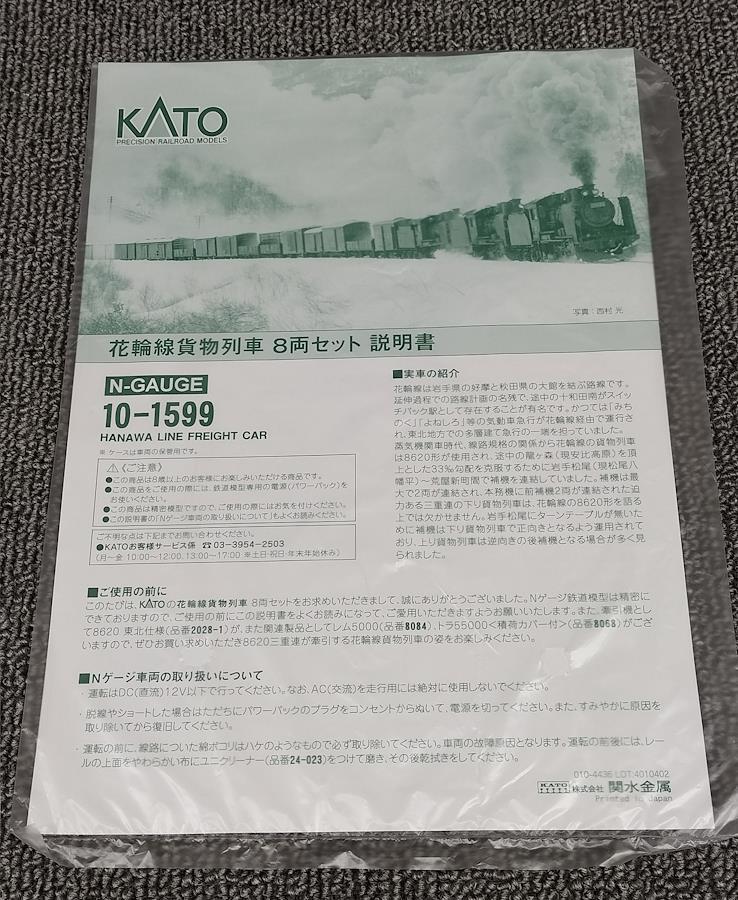 KATO
PRECISION RAILROAD MODELS
写真：西村 光
花輪線貨物列車 8両セット 説明書
N-GAUGE
10-1599
HANAWA LINE FREIGHT CAR
※ ケースは車両の保管用です。
⚠〈ご注意〉
●この商品は8歳以上のお客様にお楽しみいただける商品です。
●この商品をご使用の際には、鉄道模型専用の電源(パワーパック)を
お使いください。
●この商品は精密模型ですので、ご使用の際にはお気を付けください。
●この説明書の「Nゲージ車両の取り扱いについて」もよくお読みください。
ご不明な点は下記までお問い合わせください。
●KATOお客様サービス係 ☎03-3954-2503
(月〜金 10:00〜12:00、13:00〜17:00 ※土日・祝日・年末年始休み)
■実車の紹介
花輪線は岩手県の好摩と秋田県の大館を結ぶ路線です。
延伸過程での路線計画の名残で、途中の十和田南がスイッ
チバック駅として存在することが有名です。かつては「みち
のく」「よねしろ」等の気動車急行が花輪線経由で運行さ
れ、東北地方での多層建て急行の一端を担っていました。
蒸気機関車時代、線路規格の関係から花輪線の貨物列車
は8620形が使用され、途中の龍ヶ森(現安比高原)を頂
上とした33‰勾配を克服するために岩手松尾(現松尾八
幡平)〜荒屋新町間で補機を連結していました。補機は最
大で2両が連結され、本務機に前補機2両が連結された迫
力ある三重連の下り貨物列車は、花輪線の8620形を語る
上では欠かせません。岩手松尾にターンテーブルが無いた
めに補機は下り貨物列車で正向きとなるよう運用されて
おり、上り貨物列車は逆向きの後補機となる場合が多く見
られました。
■ご使用の前に
このたびは、KATOの花輪線貨物列車 8両セットをお求めいただきまして、誠にありがとうございました。Nゲージ鉄道模型は精密に
できておりますので、ご使用の前にこの説明書をよくお読みになって、ご愛用いただきますようお願いいたします。また、牽引機とし
て8620 東北仕様(品番2028-1)が、また関連製品としてレム5000(品番8084)、トラ55000<積荷カバー付>(品番8068)がござ
いますので、ぜひお買い求めいただき8620三重連が牽引する花輪線貨物列車の姿をお楽しみください。
■Nゲージ車両の取り扱いについて
・運転はDC(直流)12V以下で行ってください。なお、AC(交流)を走行用には絶対に使用しないでください。
・脱線やショートした場合はただちにパワーパックのプラグをコンセントからぬいて、電源を切ってください。また、すみやかに原因を
取り除いてから復旧してください。
・運転の前に、線路についた綿ボコリはハケのようなもので必ず取り除いてください。車両の故障原因となります。運転の前後には、レー
ルの上面をやわらかい布にユニクリーナー(品番24-023)をつけて磨き、その後乾拭きをしてください。
010-4436 LOT:4010402
KATO 株式会社 関水金属
Printed in Japan